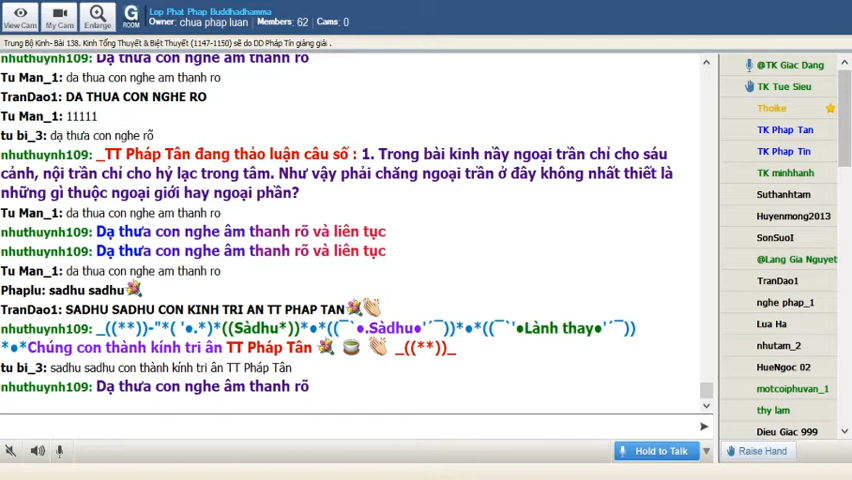 View Cam
My Cam
Enlarge
G
ROOM
Lop Phat Phap Buddhadhamma
Owner: chua phap luan Members: 62 Cams: 0
Trung Bộ Kinh- Bài 138. Kinh Tổng Thuyết & Biệt Thuyết (1147-1150) sẽ do DD Pháp Tín giảng giải .
nhuthuynh109: Dạ thưa con nghe âm thanh rõ
Tu Man_1: da thua con nghe am thanh ro
TranDao1: DA THUA CON NGHE RO
Tu Man_1: 11111
tu bi_3: dạ thưa con nghe rõ
nhuthuynh109: _TT Pháp Tân đang thảo luận câu số : 1. Trong bài kinh nầy ngoại trần chỉ cho sáu
cảnh, nội trần chỉ cho hỷ lạc trong tâm. Như vậy phải chăng ngoại trần ở đây không nhất thiết là
những gì thuộc ngoại giới hay ngoại phần?
Tu Man_1: da thua con nghe am thanh ro
nhuthuynh109: Dạ thưa con nghe âm thanh rõ và liên tục
nhuthuynh109: Dạ thưa con nghe âm thanh rõ và liên tục
Tu Man_1: da thua con nghe am thanh ro
Phaplu: sadhu sadhu
TranDao1: SADHU SADHU CON KINH TRI AN TT PHAP TAN
nhuthuynh109: _((**))-"*( '●.*)*((Sàdhu*))*●*((¯`●.Sàdhu●'´¯))*●*((¯`'●Lành thay●'´¯))
*●*Chúng con thành kính tri ân TT Pháp Tân _((**))_
tu bi_3: sadhu sadhu con thành kính tri ân TT Pháp Tân
nhuthuynh109: Dạ thưa con nghe âm thanh rõ
@TK Giac Dang
TK Tue Sieu
Thoike
TK Phap Tan
TK Phap Tin
TK minhhanh
Suthanhtam
Huyenmong2013
SonSuoI
@Lang Gia Nguyet
TranDao1
nghe phap_1
Lua Ha
nhutam_2
HueNgoc 02
motcoiphuvan_1
thy lam
Dieu Giac 999
Hold to Talk
Raise Hand